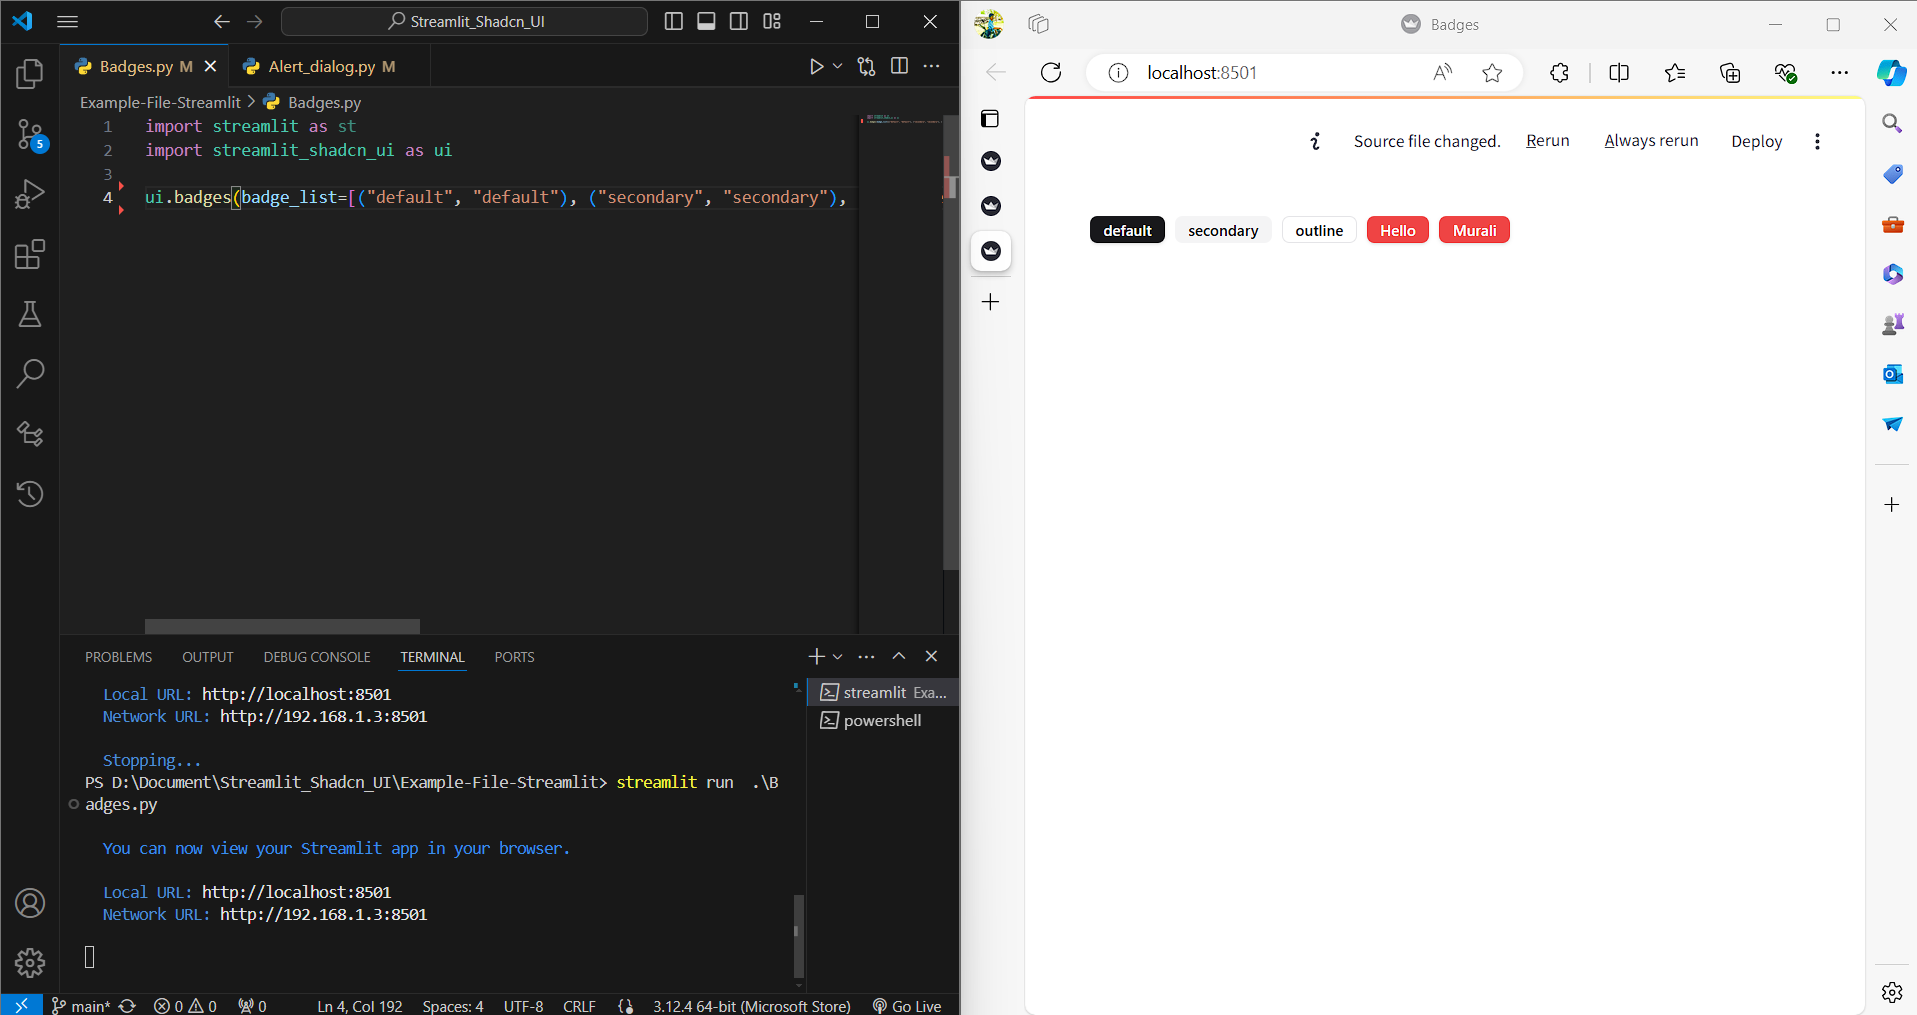 Streamlit_Shadcn_UI
Badges.py M
Alert_dialog.py M
Example-File-Streamlit > Badges.py
1 import streamlit as st
2 import streamlit_shadcn_ui as ui
3
4 ui.badges(badge_list=[("default", "default"), ("secondary", "secondary"),
PROBLEMS OUTPUT DEBUG CONSOLE TERMINAL PORTS
Local URL: http://localhost:8501
Network URL: http://192.168.1.3:8501
Stopping...
PS D:\Document\Streamlit_Shadcn_UI\Example-File-Streamlit> streamlit run  .\B
adges.py
You can now view your Streamlit app in your browser.
Local URL: http://localhost:8501
Network URL: http://192.168.1.3:8501
streamlit Exa...
powershell
5
main* 0 0 0 Ln 4, Col 192 Spaces: 4 UTF-8 CRLF 3.12.4 64-bit (Microsoft Store) Go Live
Badges
localhost:8501
Source file changed. Rerun Always rerun Deploy
default secondary outline Hello Murali